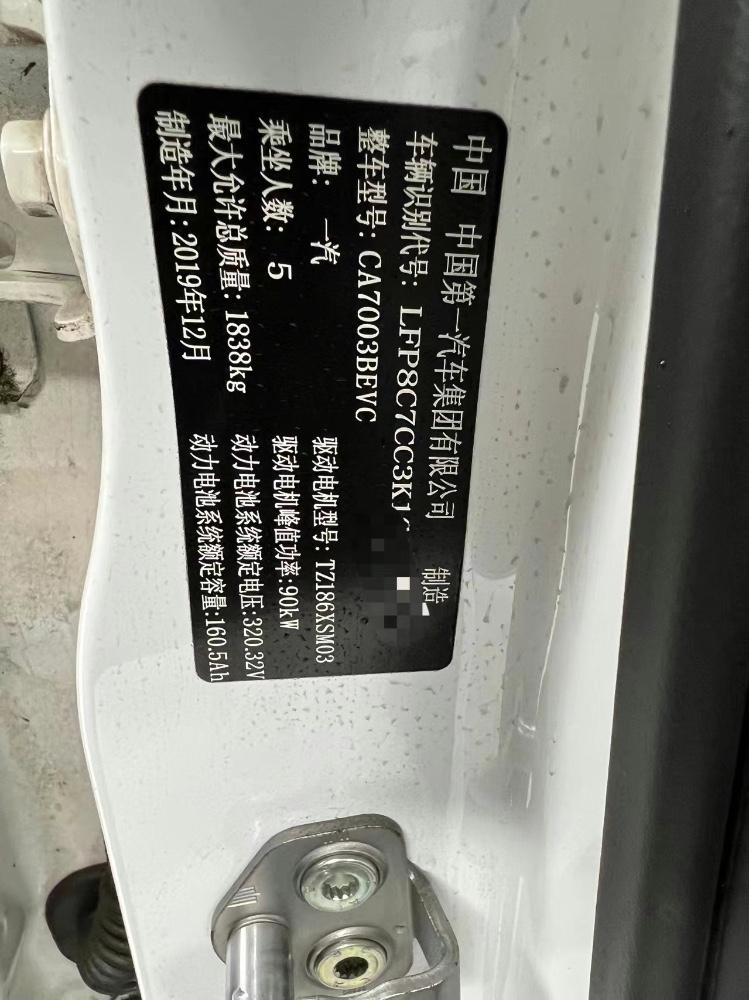 中国 中国第一汽车集团有限公司 制造
车辆识别代号: LFP8C7CC3K1
整车型号: CA7003BEVC
品牌: 一汽
驱动电机型号: TZ186XSM03
乘坐人数: 5
驱动电机峰值功率:90kW
最大允许总质量: 1838kg
动力电池系统额定电压:320.32V
制造年月: 2019年12月
动力电池系统额定容量:160.5Ah